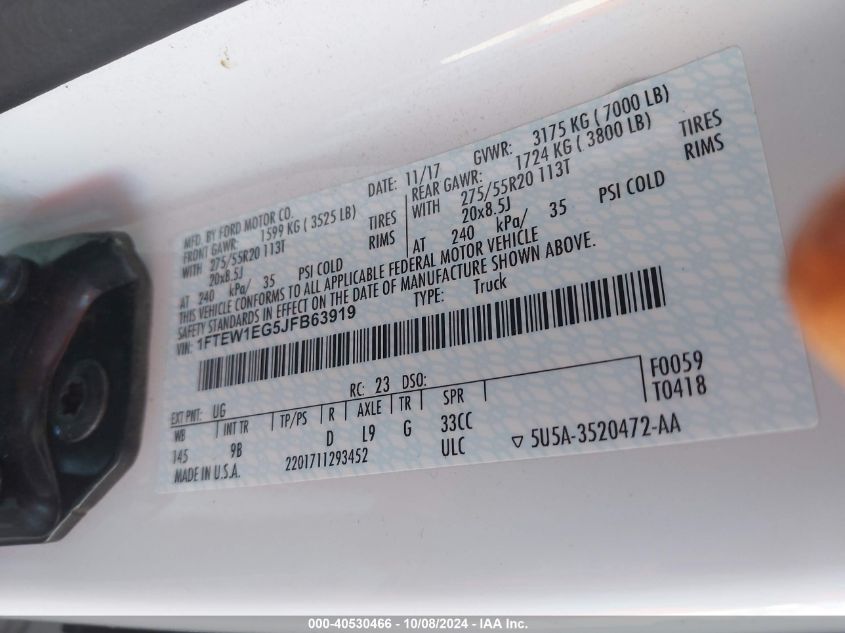 MFD. BY FORD MOTOR CO. DATE: 11/17 GVWR: 3175 KG ( 7000 LB)
FRONT GAWR: 1599 KG ( 3525 LB) REAR GAWR: 1724 KG ( 3800 LB)
WITH 275/55R20 113T TIRES WITH 275/55R20 113T TIRES
20x8.5J RIMS 20x8.5J RIMS
AT 240 kPa/ 35 PSI COLD AT 240 kPa/ 35 PSI COLD
THIS VEHICLE CONFORMS TO ALL APPLICABLE FEDERAL MOTOR VEHICLE
SAFETY STANDARDS IN EFFECT ON THE DATE OF MANUFACTURE SHOWN ABOVE.
VIN: 1FTEW1EG5JFB63919 TYPE: Truck
EXT PNT: UG RC: 23 DSO: F0059
WB INT TR TP/PS R AXLE TR SPR T0418
145 9B D L9 G 33CC
MADE IN U.S.A. 2201711293452 ULC ▽ 5U5A-3520472-AA
000-40530466 - 10/08/2024 - IAA Inc.